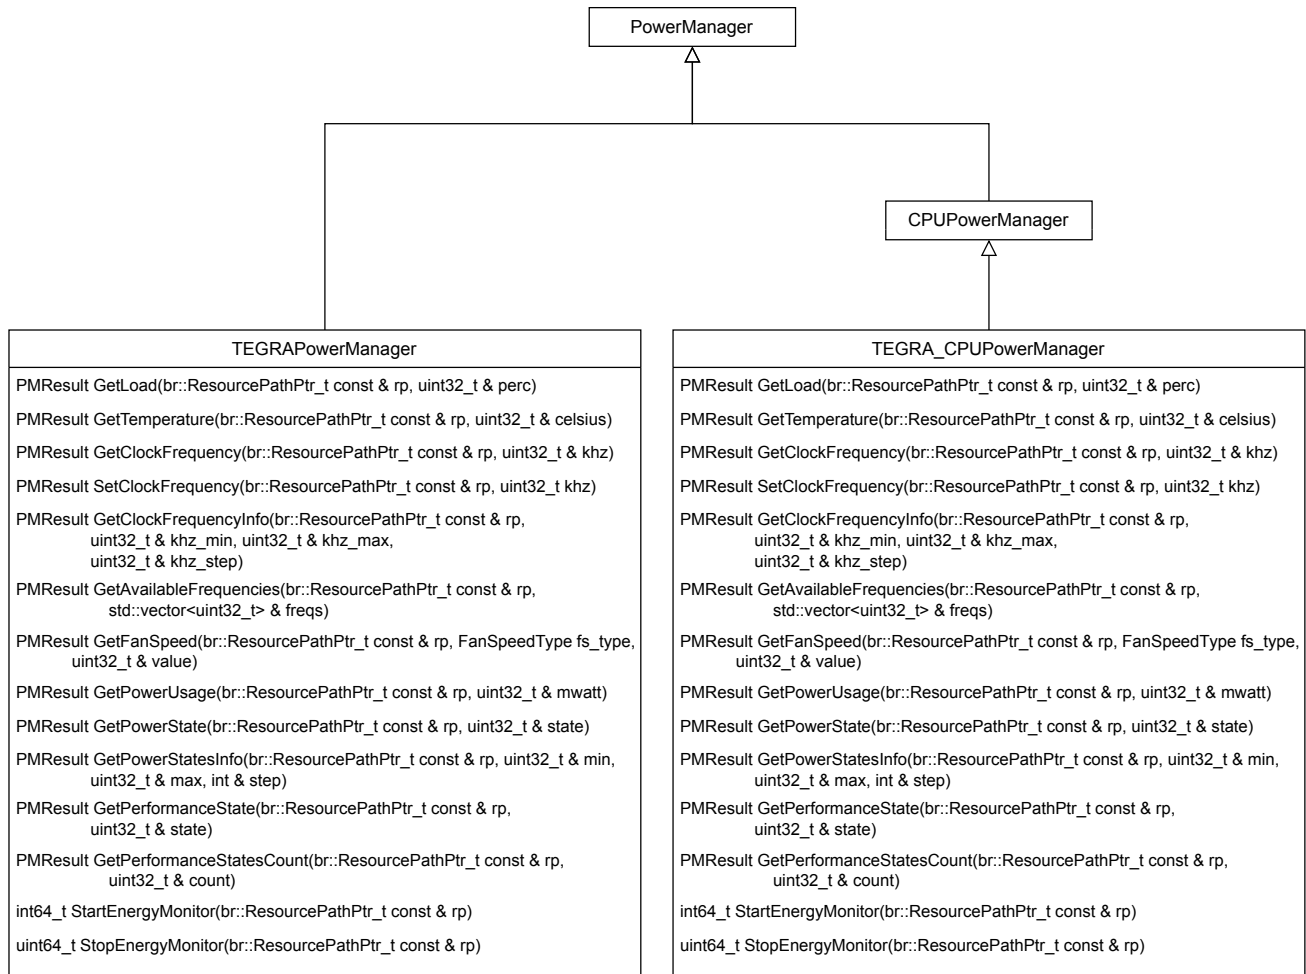 PowerManager
CPUPowerManager
TEGRAPowerManager
PMResult GetLoad(br::ResourcePathPtr_t const & rp, uint32_t & perc)
PMResult GetTemperature(br::ResourcePathPtr_t const & rp, uint32_t & celsius)
PMResult GetClockFrequency(br::ResourcePathPtr_t const & rp, uint32_t & khz)
PMResult SetClockFrequency(br::ResourcePathPtr_t const & rp, uint32_t khz)
PMResult GetClockFrequencyInfo(br::ResourcePathPtr_t const & rp,
uint32_t & khz_min, uint32_t & khz_max,
uint32_t & khz_step)
PMResult GetAvailableFrequencies(br::ResourcePathPtr_t const & rp,
std::vector<uint32_t> & freqs)
PMResult GetFanSpeed(br::ResourcePathPtr_t const & rp, FanSpeedType fs_type,
uint32_t & value)
PMResult GetPowerUsage(br::ResourcePathPtr_t const & rp, uint32_t & mwatt)
PMResult GetPowerState(br::ResourcePathPtr_t const & rp, uint32_t & state)
PMResult GetPowerStatesInfo(br::ResourcePathPtr_t const & rp, uint32_t & min,
uint32_t & max, int & step)
PMResult GetPerformanceState(br::ResourcePathPtr_t const & rp,
uint32_t & state)
PMResult GetPerformanceStatesCount(br::ResourcePathPtr_t const & rp,
uint32_t & count)
int64_t StartEnergyMonitor(br::ResourcePathPtr_t const & rp)
uint64_t StopEnergyMonitor(br::ResourcePathPtr_t const & rp)
TEGRA_CPUPowerManager
PMResult GetLoad(br::ResourcePathPtr_t const & rp, uint32_t & perc)
PMResult GetTemperature(br::ResourcePathPtr_t const & rp, uint32_t & celsius)
PMResult GetClockFrequency(br::ResourcePathPtr_t const & rp, uint32_t & khz)
PMResult SetClockFrequency(br::ResourcePathPtr_t const & rp, uint32_t khz)
PMResult GetClockFrequencyInfo(br::ResourcePathPtr_t const & rp,
uint32_t & khz_min, uint32_t & khz_max,
uint32_t & khz_step)
PMResult GetAvailableFrequencies(br::ResourcePathPtr_t const & rp,
std::vector<uint32_t> & freqs)
PMResult GetFanSpeed(br::ResourcePathPtr_t const & rp, FanSpeedType fs_type,
uint32_t & value)
PMResult GetPowerUsage(br::ResourcePathPtr_t const & rp, uint32_t & mwatt)
PMResult GetPowerState(br::ResourcePathPtr_t const & rp, uint32_t & state)
PMResult GetPowerStatesInfo(br::ResourcePathPtr_t const & rp, uint32_t & min,
uint32_t & max, int & step)
PMResult GetPerformanceState(br::ResourcePathPtr_t const & rp,
uint32_t & state)
PMResult GetPerformanceStatesCount(br::ResourcePathPtr_t const & rp,
uint32_t & count)
int64_t StartEnergyMonitor(br::ResourcePathPtr_t const & rp)
uint64_t StopEnergyMonitor(br::ResourcePathPtr_t const & rp)